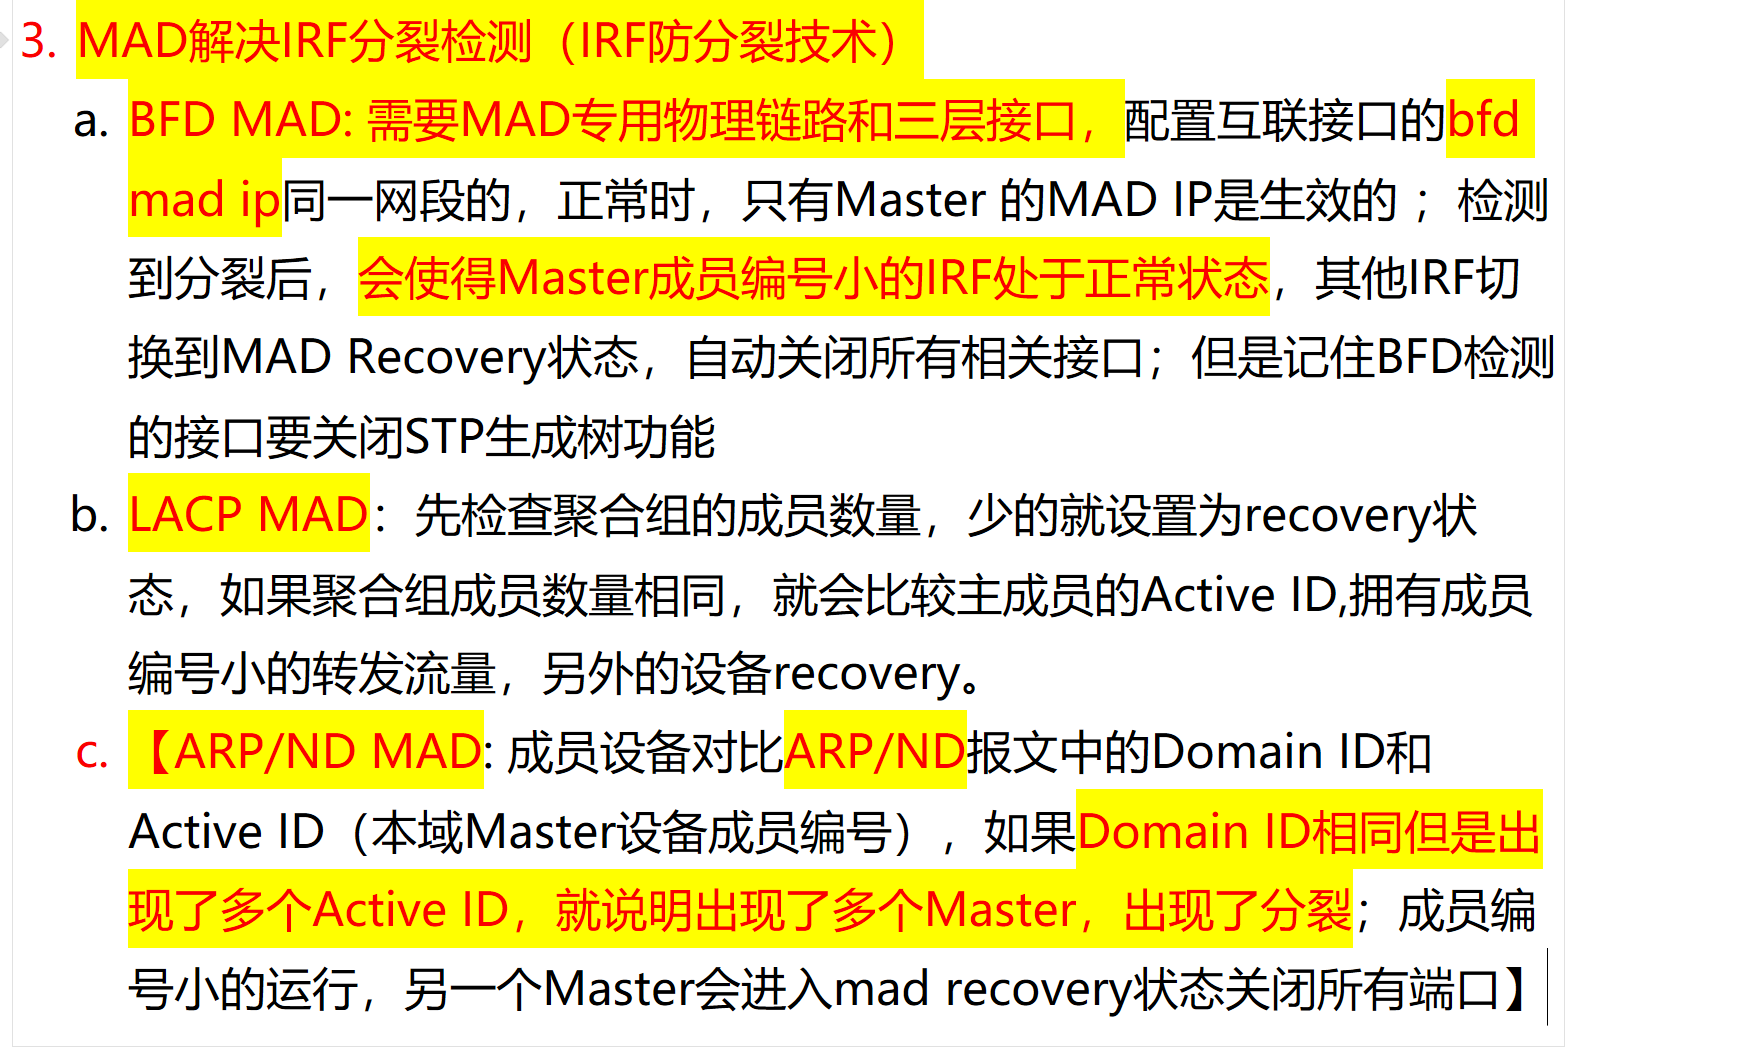 3. MAD解决IRF分裂检测（IRF防分裂技术）
a. BFD MAD: 需要MAD专用物理链路和三层接口，配置互联接口的bfd
mad ip同一网段的，正常时，只有Master 的MAD IP是生效的 ；检测
到分裂后，会使得Master成员编号小的IRF处于正常状态，其他IRF切
换到MAD Recovery状态，自动关闭所有相关接口；但是记住BFD检测
的接口要关闭STP生成树功能
b. LACP MAD：先检查聚合组的成员数量，少的就设置为recovery状
态，如果聚合组成员数量相同，就会比较主成员的Active ID,拥有成员
编号小的转发流量，另外的设备recovery。
c. 【ARP/ND MAD: 成员设备对比ARP/ND报文中的Domain ID和
Active ID（本域Master设备成员编号），如果Domain ID相同但是出
现了多个Active ID，就说明出现了多个Master，出现了分裂；成员编
号小的运行，另一个Master会进入mad recovery状态关闭所有端口】